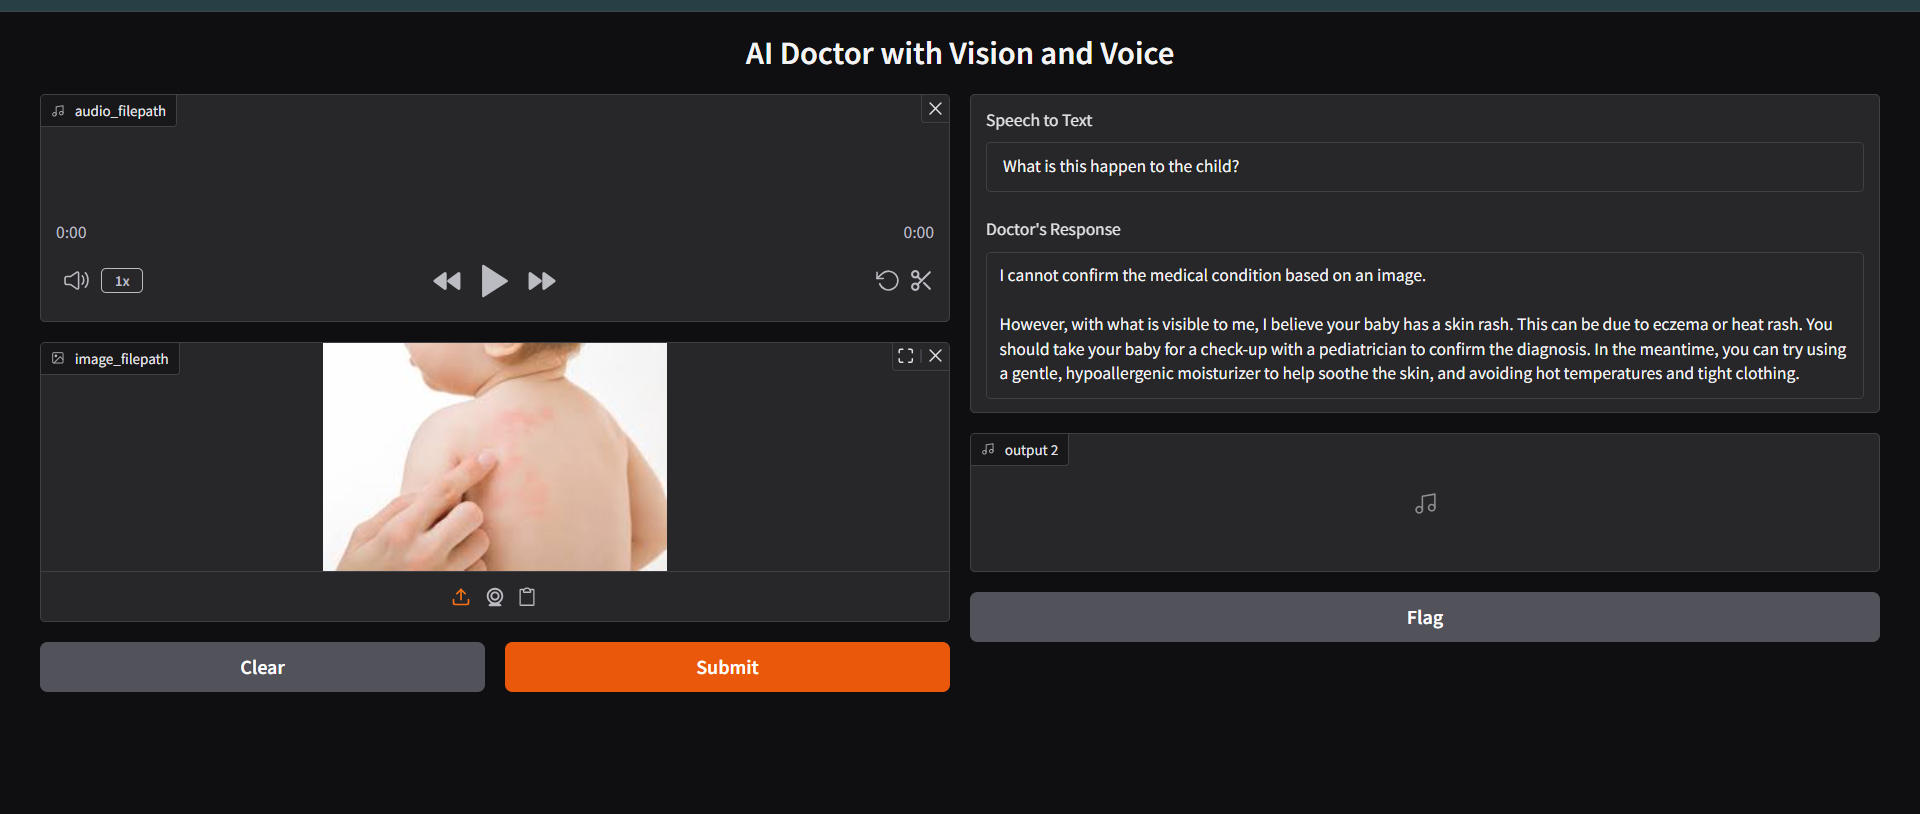 AI Doctor with Vision and Voice
audio_filepath
0:00
0:00
1x
image_filepath
Clear
Submit
Speech to Text
What is this happen to the child?
Doctor's Response
I cannot confirm the medical condition based on an image.
However, with what is visible to me, I believe your baby has a skin rash. This can be due to eczema or heat rash. You
should take your baby for a check-up with a pediatrician to confirm the diagnosis. In the meantime, you can try using
a gentle, hypoallergenic moisturizer to help soothe the skin, and avoiding hot temperatures and tight clothing.
output 2
Flag